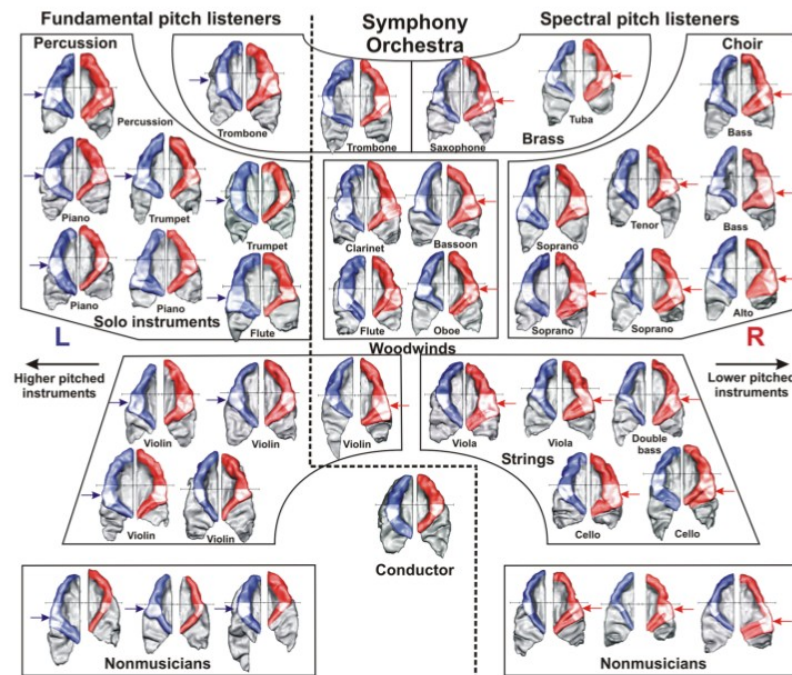 Fundamental pitch listeners
Symphony
Orchestra
Spectral pitch listeners
Percussion
Choir
Percussion
Trombone
Trombone
Saxophone
Tuba
Brass
Bass
Piano
Trumpet
Trumpet
Clarinet
Bassoon
Soprano
Tenor
Bass
Piano
Piano
Flute
Flute
Oboe
Soprano
Soprano
Alto
Solo instruments
L
R
Woodwinds
Higher pitched
instruments
Lower pitched
instruments
Violin
Violin
Violin
Viola
Viola
Double
bass
Strings
Violin
Violin
Cello
Cello
Conductor
Nonmusicians
Nonmusicians